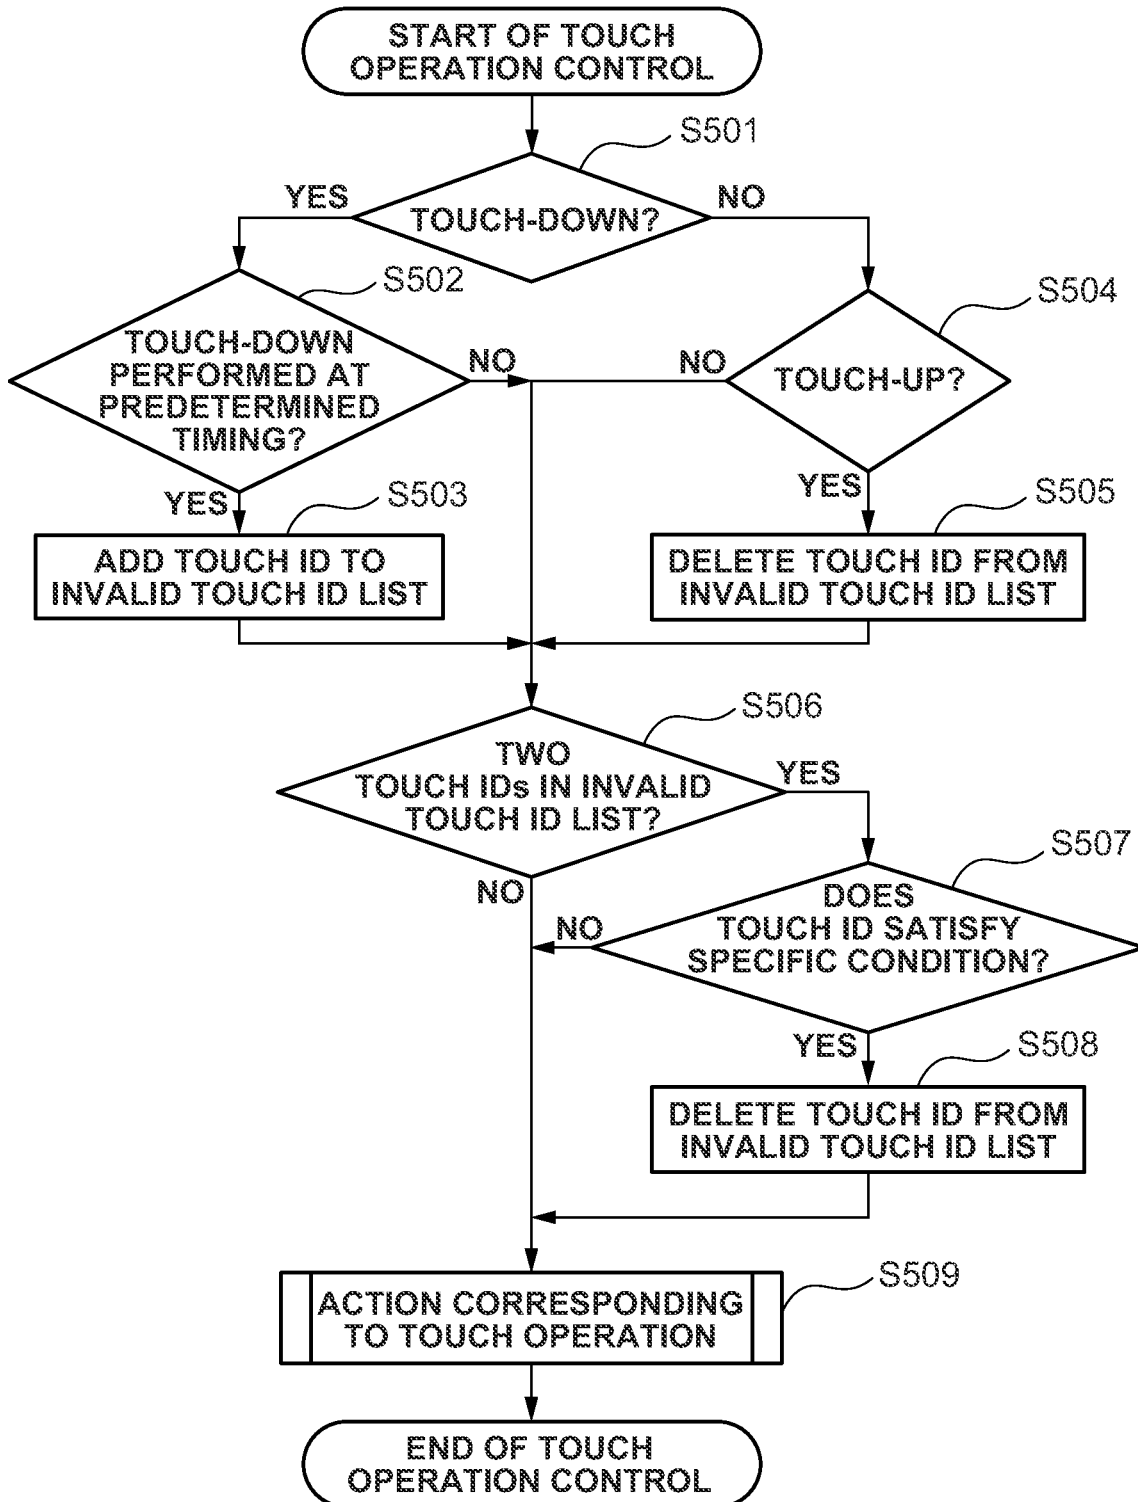 START OF TOUCH
OPERATION CONTROL
S501
YES
NO
TOUCH-DOWN?
S502
S504
TOUCH-DOWN
PERFORMED AT
PREDETERMINED
TIMING?
NO
NO
TOUCH-UP?
YES
S503
YES
S505
ADD TOUCH ID TO
INVALID TOUCH ID LIST
DELETE TOUCH ID FROM
INVALID TOUCH ID LIST
S506
TWO
TOUCH IDs IN INVALID
TOUCH ID LIST?
YES
NO
S507
DOES
TOUCH ID SATISFY
SPECIFIC CONDITION?
NO
YES
S508
DELETE TOUCH ID FROM
INVALID TOUCH ID LIST
S509
ACTION CORRESPONDING
TO TOUCH OPERATION
END OF TOUCH
OPERATION CONTROL